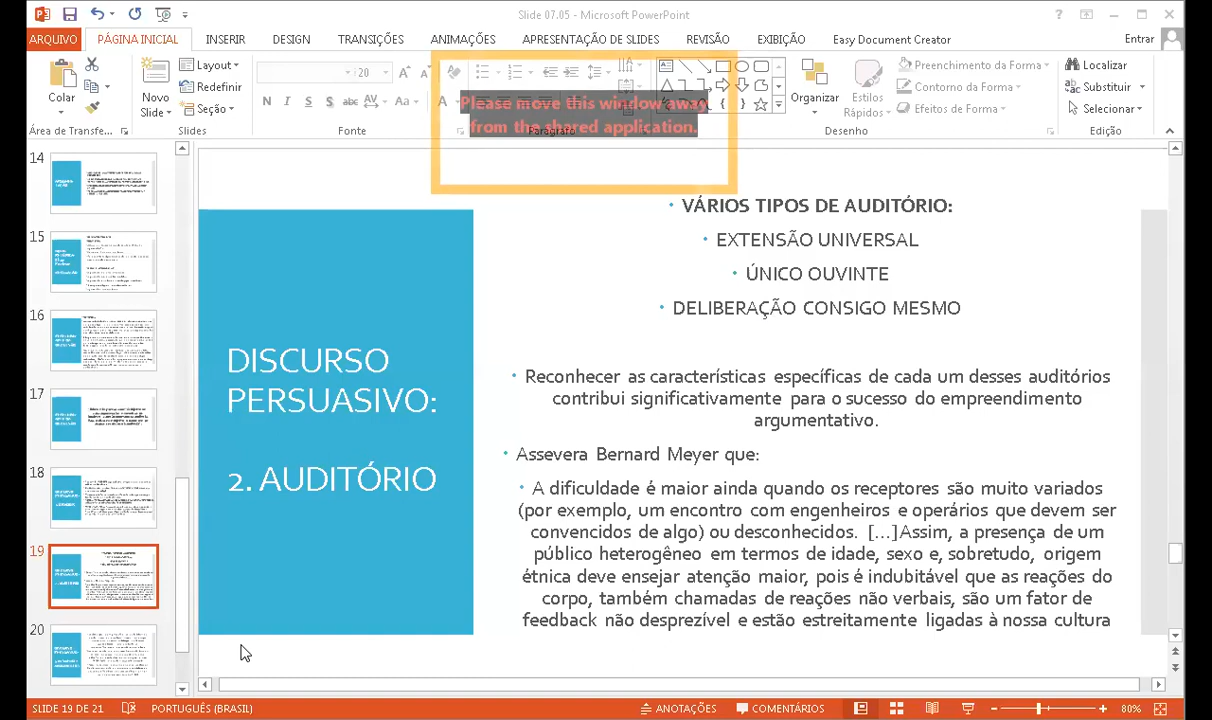 Slide 07.05 - Microsoft PowerPoint
ARQUIVO PÁGINA INICIAL INSERIR DESIGN TRANSIÇÕES ANIMAÇÕES APRESENTAÇÃO DE SLIDES REVISÃO EXIBIÇÃO Easy Document Creator Entrar
Colar
Novo
Slide
Layout
Redefinir
Seção
20
N I S S abc AV Aa A
Organizar
Estilos
Rápidos
Preenchimento da Forma
Contorno da Forma
Efeitos de Forma
Localizar
Substituir
Selecionar
Área de Transfe... Fonte Parágrafo Desenho Edição
Please move this window away
from the shared application.
14
15
16
17
18
19
20
DISCURSO
PERSUASIVO:
2. AUDITÓRIO
• VÁRIOS TIPOS DE AUDITÓRIO:
• EXTENSÃO UNIVERSAL
• ÚNICO OUVINTE
• DELIBERAÇÃO CONSIGO MESMO
• Reconhecer as características específicas de cada um desses auditórios
contribui significativamente para o sucesso do empreendimento
argumentativo.
• Assevera Bernard Meyer que:
• A dificuldade é maior ainda quando os receptores são muito variados
(por exemplo, um encontro com engenheiros e operários que devem ser
convencidos de algo) ou desconhecidos. [...] Assim, a presença de um
público heterogêneo em termos de idade, sexo e, sobretudo, origem
étnica deve ensejar atenção maior, pois é indubitável que as reações do
corpo, também chamadas de reações não verbais, são um fator de
feedback não desprezível e estão estreitamente ligadas à nossa cultura
SLIDE 19 DE 21 PORTUGUÊS (BRASIL) ANOTAÇÕES COMENTÁRIOS 80%